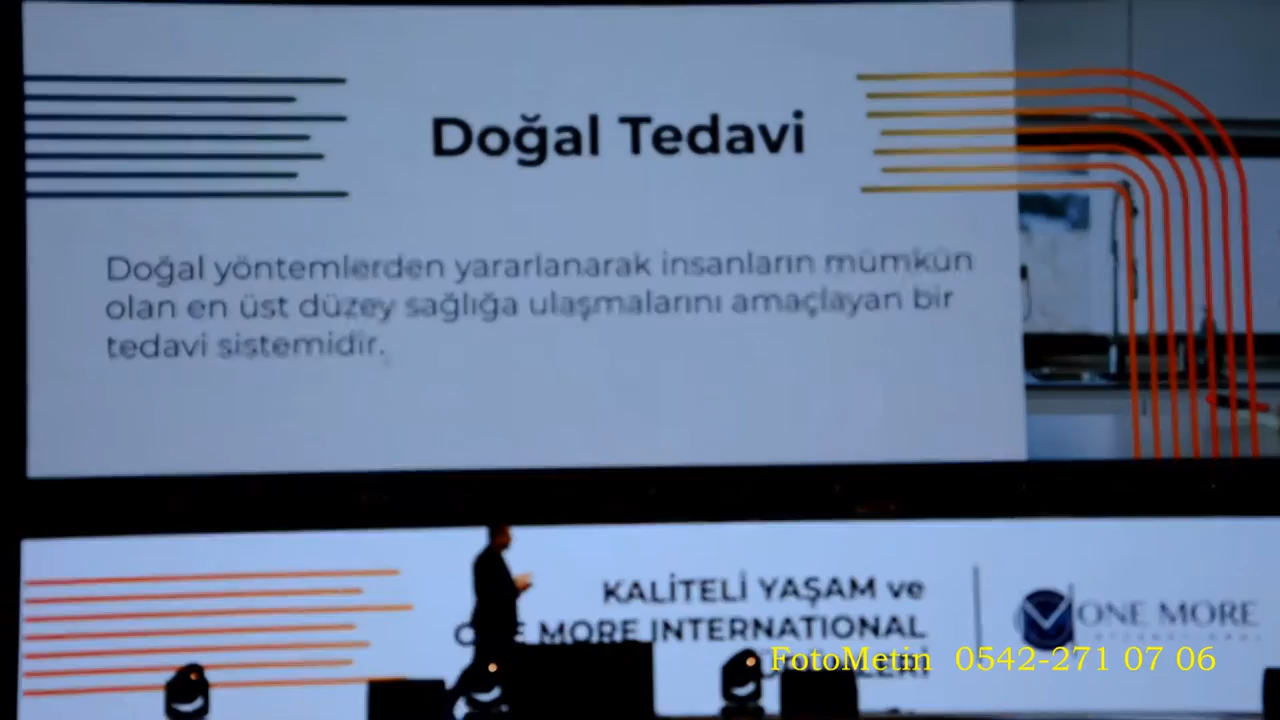 Doğal Tedavi
Doğal yöntemlerden yararlanarak insanların mümkün
olan en üst düzey sağlığa ulaşmalarını amaçlayan bir
tedavi sistemidir.
KALİTELİ YAŞAM ve
MORE INTERNATIONAL
ONE MORE
FotoMetin 0542-271 07 06